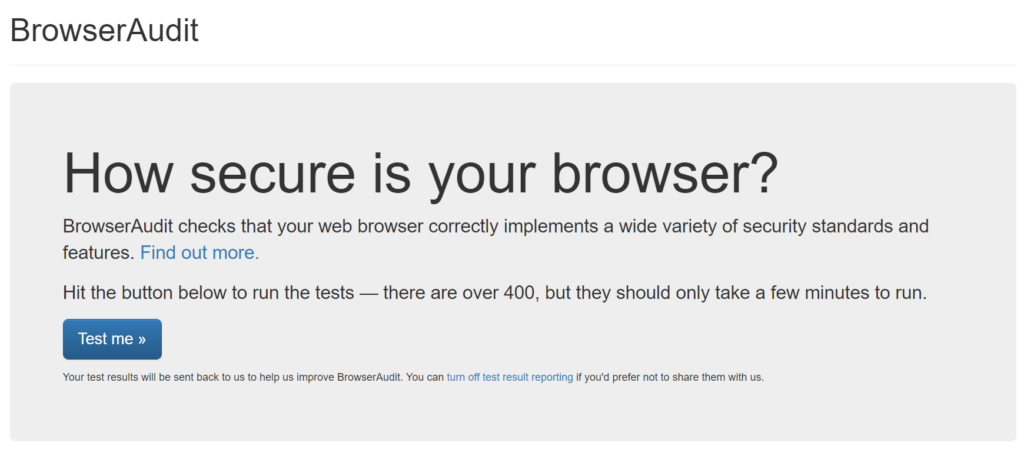 BrowserAudit
How secure is your browser?
BrowserAudit checks that your web browser correctly implements a wide variety of security standards and
features. Find out more.
Hit the button below to run the tests — there are over 400, but they should only take a few minutes to run.
Test me »
Your test results will be sent back to us to help us improve BrowserAudit. You can turn off test result reporting if you'd prefer not to share them with us.